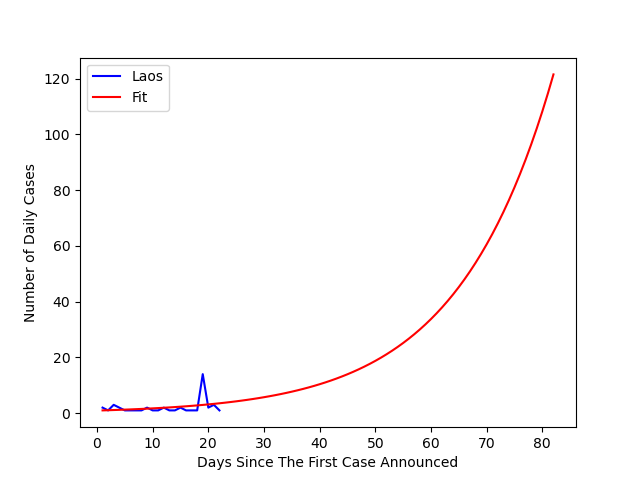 Laos
Fit
120
100
80
60
40
20
0
Number of Daily Cases
0 10 20 30 40 50 60 70 80
Days Since The First Case Announced